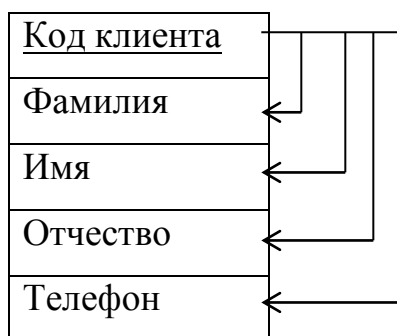 Код клиента
Фамилия
Имя
Отчество
Телефон